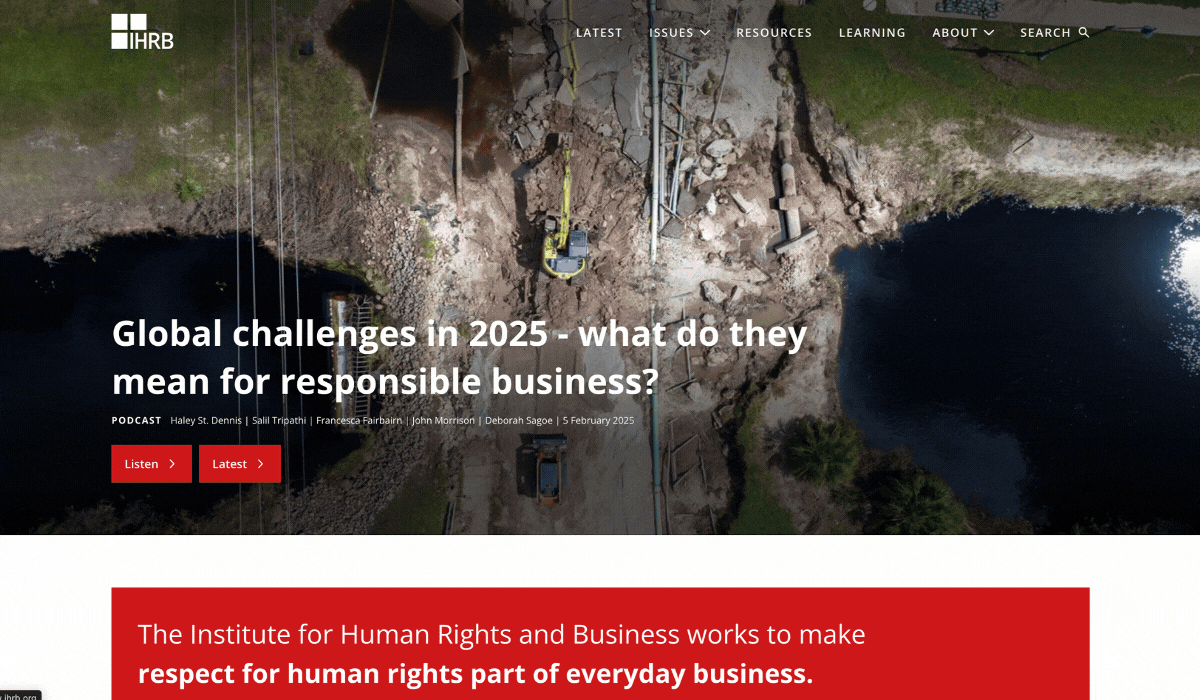 IHRB
LATEST ISSUES RESOURCES LEARNING ABOUT SEARCH
Global challenges in 2025 - what do they
mean for responsible business?
PODCAST Haley St. Dennis | Salil Tripathi | Francesca Fairbairn | John Morrison | Deborah Sagoe | 5 February 2025
Listen Latest
The Institute for Human Rights and Business works to make
respect for human rights part of everyday business.
ihrb.org